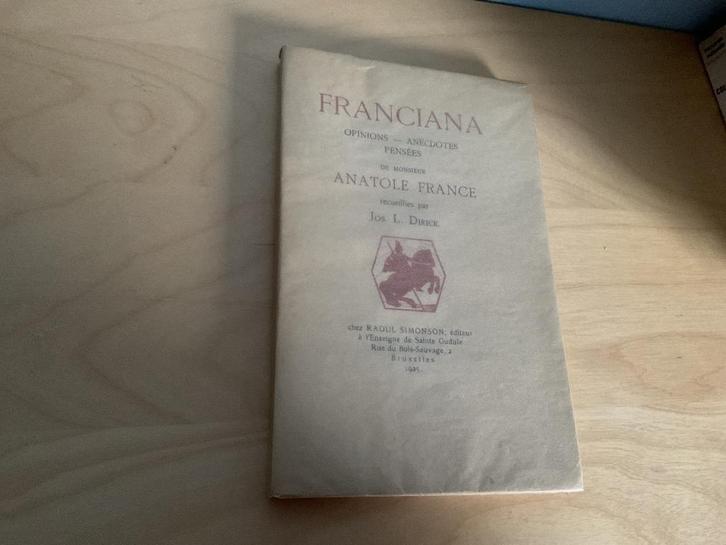 FRANCIANA
OPINIONS — ANECDOTES
PENSÉES
DE MONSIEUR
ANATOLE FRANCE
recueillies par
Jos. L. Dirick
chez RAOUL SIMONSON, éditeur
à l'Enseigne de Sainte Gudule
Rue du Bois-Sauvage, 2
Bruxelles
1925